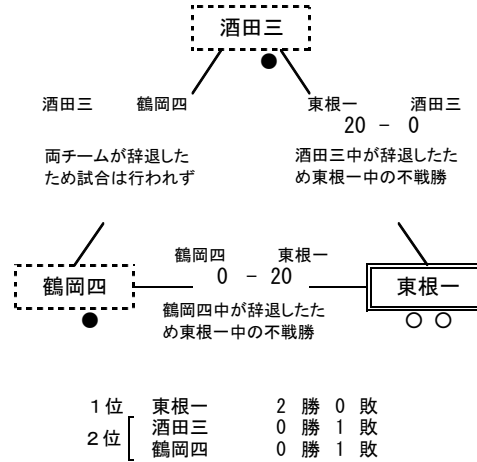 酒田三
●
酒田三 鶴岡四
東根一 酒田三
20 － 0
両チームが辞退した
ため試合は行われず
酒田三中が辞退したた
め東根一中の不戦勝
鶴岡四 東根一
0 － 20
鶴岡四
●
東根一
○ ○
鶴岡四中が辞退したた
め東根一中の不戦勝
1位 東根一 2 勝 0 敗
2位 酒田三 0 勝 1 敗
鶴岡四 0 勝 1 敗